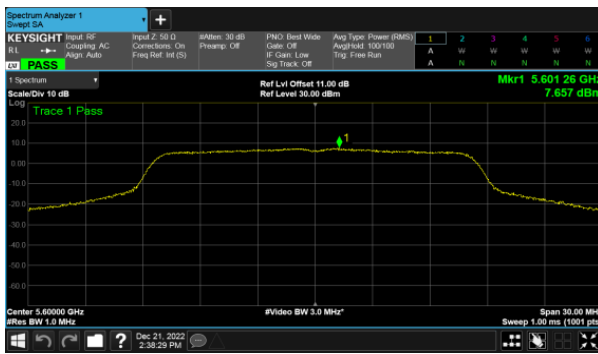 Spectrum Analyzer 1
Swept SA
+
KEYSIGHT Input: RF Input Z: 50 Ω #Atten: 30 dB PNO: Best Wide Avg Type: Power (RMS) 1 2 3 4 5 6
RL Coupling: AC Corrections: On Preamp: Off Gate: Off Avg|Hold: 100/100 A W W W W W
Align: Auto Freq Ref: Int (S) IF Gain: Low Trig: Free Run
LXI PASS Sig Track: Off A N N N N N
1 Spectrum Ref Lvl Offset 11.00 dB Mkr1 5.601 26 GHz
Scale/Div 10 dB Ref Level 30.00 dBm 7.657 dBm
Log
Trace 1 Pass
20.0
10.0
1
0.00
-10.0
-20.0
-30.0
-40.0
-50.0
-60.0
Center 5.60000 GHz #Video BW 3.0 MHz* Span 30.00 MH
#Res BW 1.0 MHz Sweep 1.00 ms (1001 pts
? Dec 21, 2022
2:38:29 PM